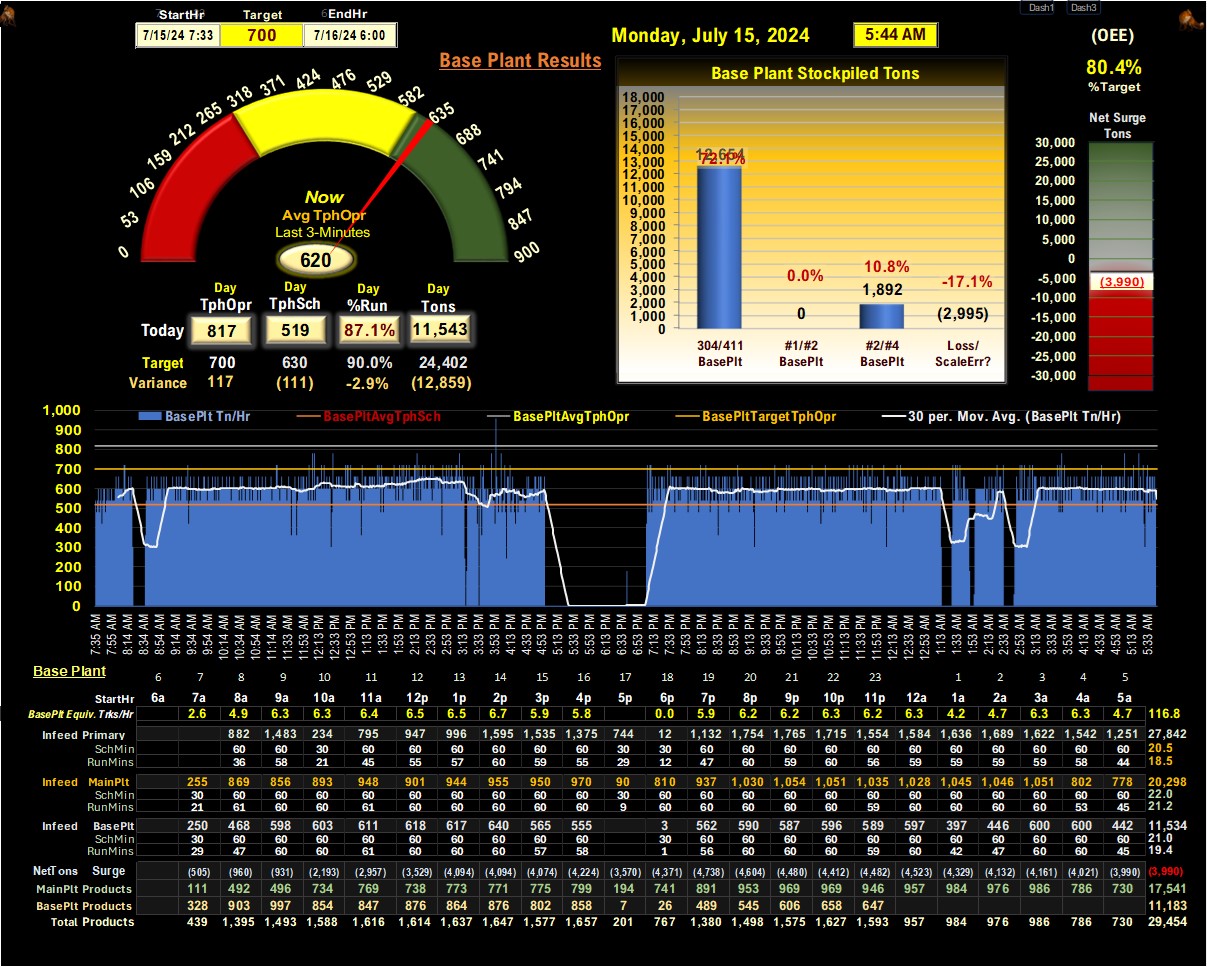 Dash1 Dash3
StartHr Target EndHr
7/15/24 7:33 700 7/16/24 6:00
Monday, July 15, 2024 5:44 AM
(OEE)
80.4%
%Target
Base Plant Results
0 53 106 159 212 265 318 371 424 476 529 582 635 688 741 794 847 900
Now
Avg TphOpr
Last 3-Minutes
620
Day Day Day Day
TphOpr TphSch %Run Tons
Today 817 519 87.1% 11,543
Target 700 630 90.0% 24,402
Variance 117 (111) -2.9% (12,859)
Base Plant Stockpiled Tons
18,000
17,000
16,000
15,000
14,000
13,000
12,000
11,000
10,000
9,000
8,000
7,000
6,000
5,000
4,000
3,000
2,000
1,000
0
12,654
72.1%
0.0% 10.8% -17.1%
0 1,892 (2,995)
304/411 #1/#2 #2/#4 Loss/
BasePlt BasePlt BasePlt ScaleErr?
Net Surge
Tons
30,000
25,000
20,000
15,000
10,000
5,000
0
-5,000
-10,000
-15,000
-20,000
-25,000
-30,000
(3,990)
BasePlt Tn/Hr BasePltAvgTphSch BasePltAvgTphOpr BasePltTargetTphOpr 30 per. Mov. Avg. (BasePlt Tn/Hr)
1,000
900
800
700
600
500
400
300
200
100
0
7:35 AM 7:55 AM 8:14 AM 8:34 AM 8:54 AM 9:14 AM 9:34 AM 9:54 AM 10:14 AM 10:34 AM 10:54 AM 11:14 AM 11:33 AM 11:53 AM 12:13 PM 12:33 PM 12:53 PM 1:13 PM 1:33 PM 1:53 PM 2:13 PM 2:33 PM 2:53 PM 3:13 PM 3:33 PM 3:53 PM 4:13 PM 4:33 PM 4:53 PM 5:13 PM 5:33 PM 5:53 PM 6:13 PM 6:33 PM 6:53 PM 7:13 PM 7:33 PM 7:53 PM 8:13 PM 8:33 PM 8:53 PM 9:13 PM 9:33 PM 9:53 PM 10:13 PM 10:33 PM 10:53 PM 11:13 PM 11:33 PM 11:53 PM 12:13 AM 12:33 AM 12:53 AM 1:13 AM 1:33 AM 1:53 AM 2:13 AM 2:33 AM 2:53 AM 3:13 AM 3:33 AM 3:53 AM 4:13 AM 4:33 AM 4:53 AM 5:13 AM 5:33 AM
Base Plant
6 7 8 9 10 11 12 13 14 15 16 17 18 19 20 21 22 23 1 2 3 4 5
StartHr 6a 7a 8a 9a 10a 11a 12p 1p 2p 3p 4p 5p 6p 7p 8p 9p 10p 11p 12a 1a 2a 3a 4a 5a
BasePlt Equiv. Trks/Hr 2.6 4.9 6.3 6.3 6.4 6.5 6.5 6.7 5.9 5.8 0.0 5.9 6.2 6.2 6.3 6.2 6.3 4.2 4.7 6.3 6.3 4.7 116.8
Infeed Primary 882 1,483 234 795 947 996 1,595 1,535 1,375 744 12 1,132 1,754 1,765 1,715 1,554 1,584 1,636 1,689 1,622 1,542 1,251 27,842
SchMin 60 60 30 60 60 60 60 60 60 30 30 60 60 60 60 60 60 60 60 60 60 60 20.5
RunMins 36 58 21 45 55 57 60 59 55 29 12 47 60 59 60 59 56 59 59 59 58 44 18.5
Infeed MainPlt 255 869 856 893 948 901 944 955 950 970 90 810 937 1,030 1,054 1,051 1,035 1,028 1,045 1,046 1,051 802 778 20,298
SchMin 30 60 60 60 60 60 60 60 60 60 30 60 60 60 60 60 60 60 60 60 60 60 60 22.0
RunMins 21 61 60 60 61 60 60 60 60 60 9 60 60 60 60 60 59 60 60 60 60 53 45 21.2
Infeed BasePlt 250 468 598 603 611 618 617 640 565 555 3 562 590 587 596 589 597 397 446 600 600 442 11,534
SchMin 30 60 60 60 60 60 60 60 60 60 30 60 60 60 60 60 60 60 60 60 60 60 21.0
RunMins 29 47 60 60 61 60 60 60 57 58 1 56 60 60 60 59 60 42 47 60 60 45 19.4
NetTons Surge (505) (960) (931) (2,193) (2,957) (3,529) (4,094) (4,094) (4,074) (4,224) (3,570) (4,371) (4,738) (4,604) (4,480) (4,412) (4,482) (4,523) (4,329) (4,132) (4,161) (4,021) (3,990) (3,990)
MainPlt Products 111 492 496 734 769 738 773 771 775 799 194 741 891 953 969 969 946 957 984 976 986 786 730 17,541
BasePlt Products 328 903 997 854 847 876 864 876 802 858 7 26 489 545 606 658 647 11,183
Total Products 439 1,395 1,493 1,588 1,616 1,614 1,637 1,647 1,577 1,657 201 767 1,380 1,498 1,575 1,627 1,593 957 984 976 986 786 730 29,454